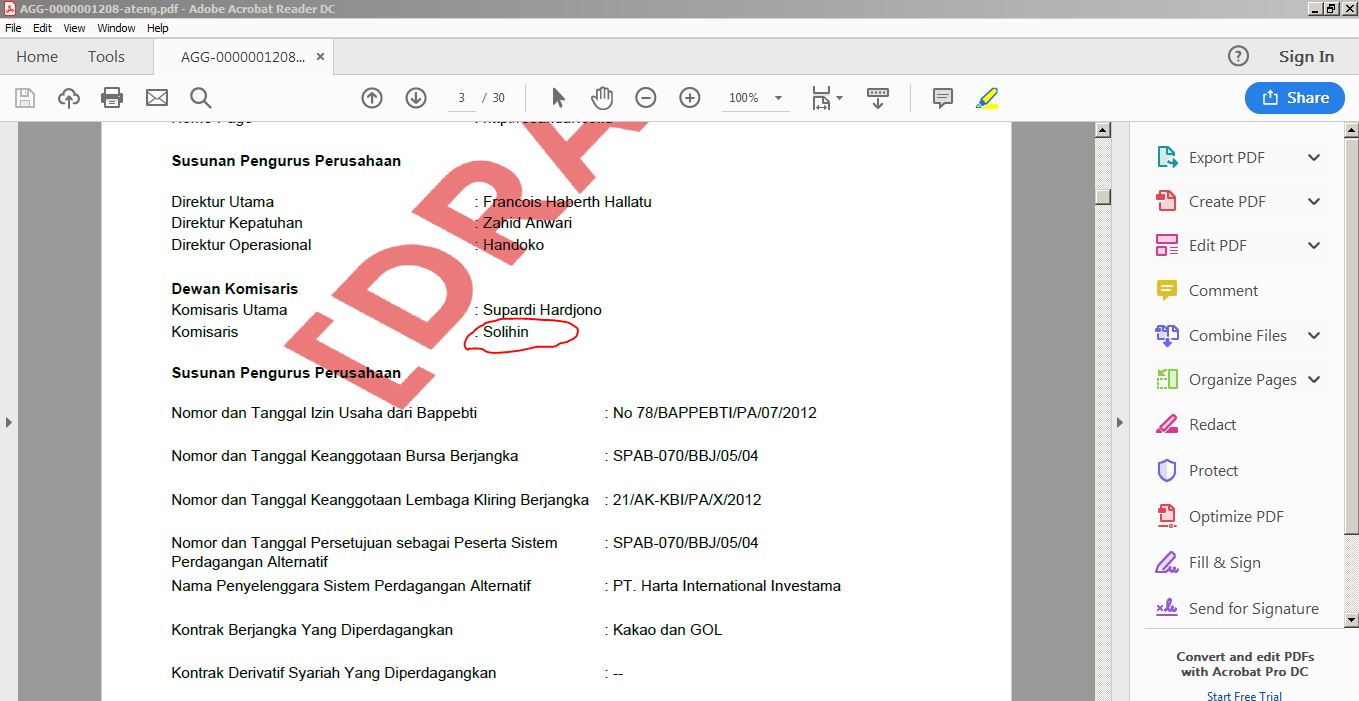 AGG-0000001208-ateng.pdf - Adobe Acrobat Reader DC
File Edit View Window Help
Home Tools AGG-0000001208... × ? Sign In
3 / 30 100% Share
[DRA
Susunan Pengurus Perusahaan
Direktur Utama : Francois Haberth Hallatu
Direktur Kepatuhan : Zahid Anwari
Direktur Operasional : Handoko
Dewan Komisaris
Komisaris Utama : Supardi Hardjono
Komisaris : Solihin
Susunan Pengurus Perusahaan
Nomor dan Tanggal Izin Usaha dari Bappebti : No 78/BAPPEBTI/PA/07/2012
Nomor dan Tanggal Keanggotaan Bursa Berjangka : SPAB-070/BBJ/05/04
Nomor dan Tanggal Keanggotaan Lembaga Kliring Berjangka : 21/AK-KBI/PA/X/2012
Nomor dan Tanggal Persetujuan sebagai Peserta Sistem : SPAB-070/BBJ/05/04
Perdagangan Alternatif
Nama Penyelenggara Sistem Perdagangan Alternatif : PT. Harta International Investama
Kontrak Berjangka Yang Diperdagangkan : Kakao dan GOL
Kontrak Derivatif Syariah Yang Diperdagangkan : --
Export PDF
Create PDF
Edit PDF
Comment
Combine Files
Organize Pages
Redact
Protect
Optimize PDF
Fill & Sign
Send for Signature
Convert and edit PDFs
with Acrobat Pro DC
Start Free Trial